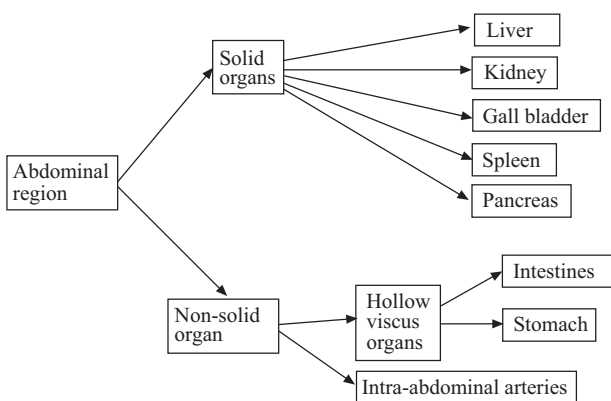 Solid
organs
Liver
Kidney
Gall bladder
Spleen
Pancreas
Abdominal
region
Non-solid
organ
Hollow
viscus
organs
Intestines
Stomach
Intra-abdominal arteries